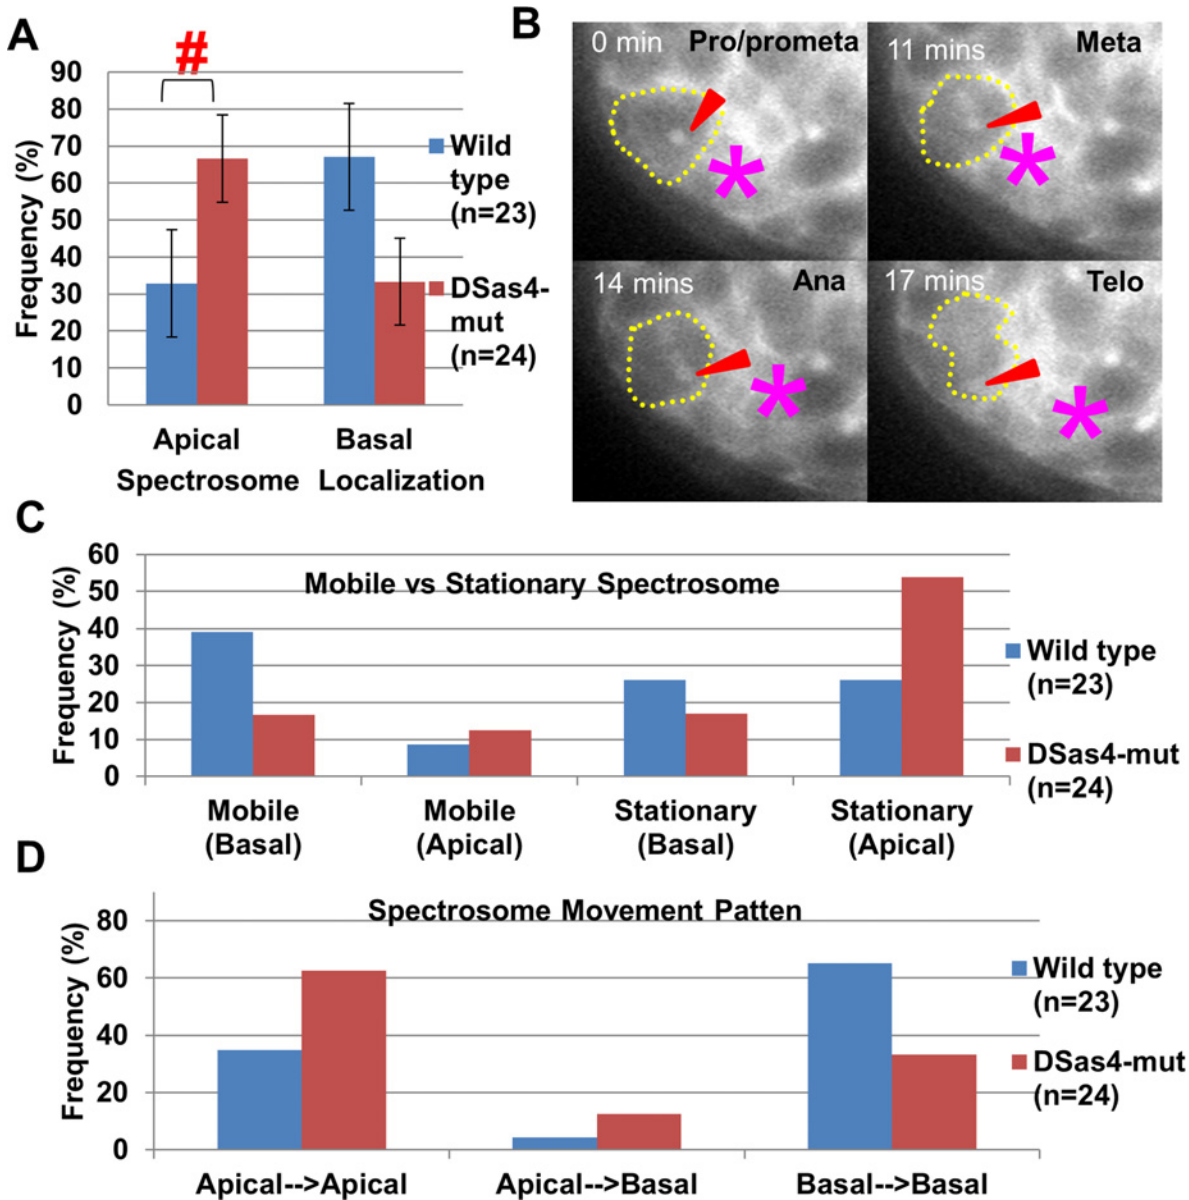 A
#
90
80
70
60
50
40
30
20
10
0
Frequency (%)
Wild
type
(n=23)
DSas4-
mut
(n=24)
Apical
Basal
Spectrosome Localization
B
0 min
Pro/prometa
11 mins
Meta
*
*
14 mins
Ana
17 mins
Telo
*
*
C
Mobile vs Stationary Spectrosome
60
50
40
30
20
10
0
Frequency (%)
Wild type
(n=23)
DSas4-mut
(n=24)
Mobile
(Basal)
Mobile
(Apical)
Stationary
(Basal)
Stationary
(Apical)
D
Spectrosome Movement Patten
80
60
40
20
0
Frequency (%)
Wild type
(n=23)
DSas4-mut
(n=24)
Apical-->Apical
Apical-->Basal
Basal-->Basal